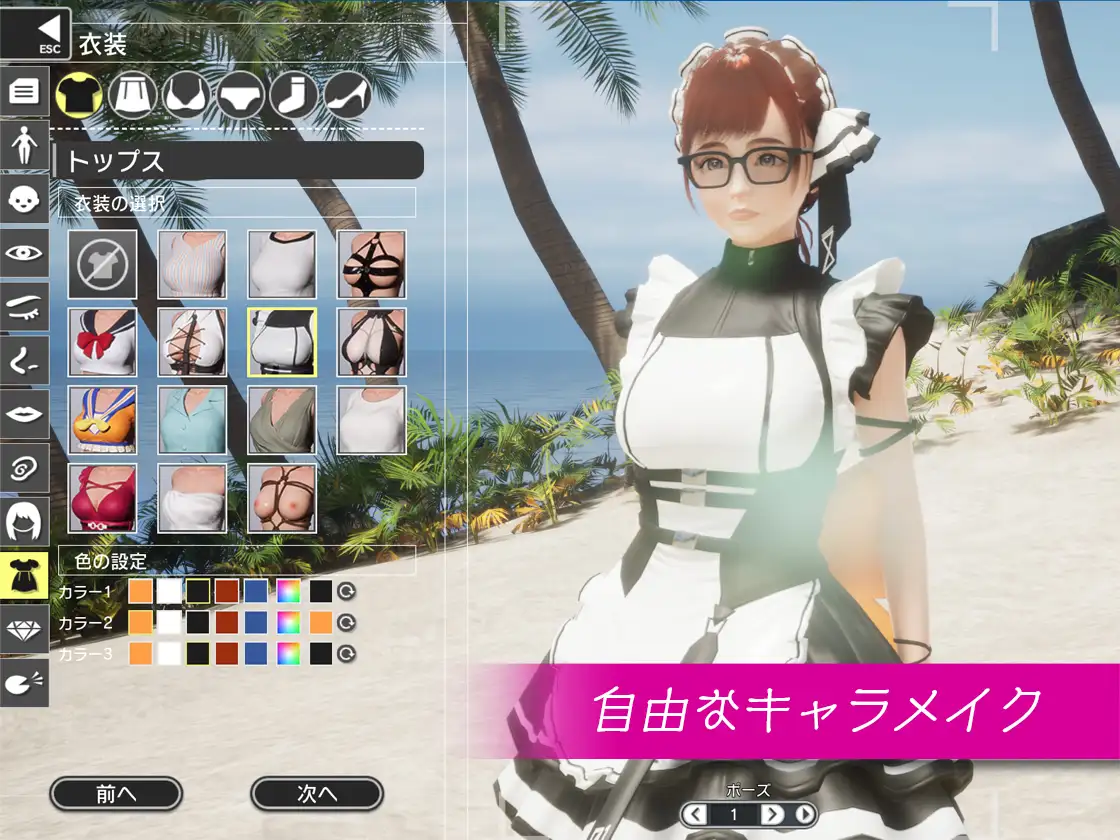 ESC
衣装
トップス
衣装の選択
色の設定
カラー1
カラー2
カラー3
自由なキャラメイク
前へ
次へ
ポーズ
1